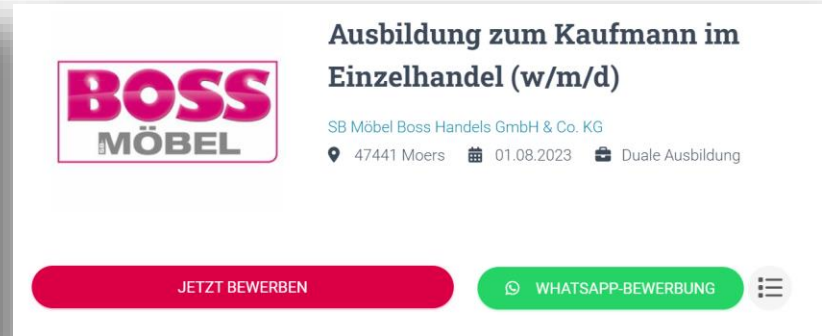 BOSS
SB MÖBEL
Ausbildung zum Kaufmann im
Einzelhandel (w/m/d)
SB Möbel Boss Handels GmbH & Co. KG
47441 Moers 01.08.2023 Duale Ausbildung
JETZT BEWERBEN
WHATSAPP-BEWERBUNG